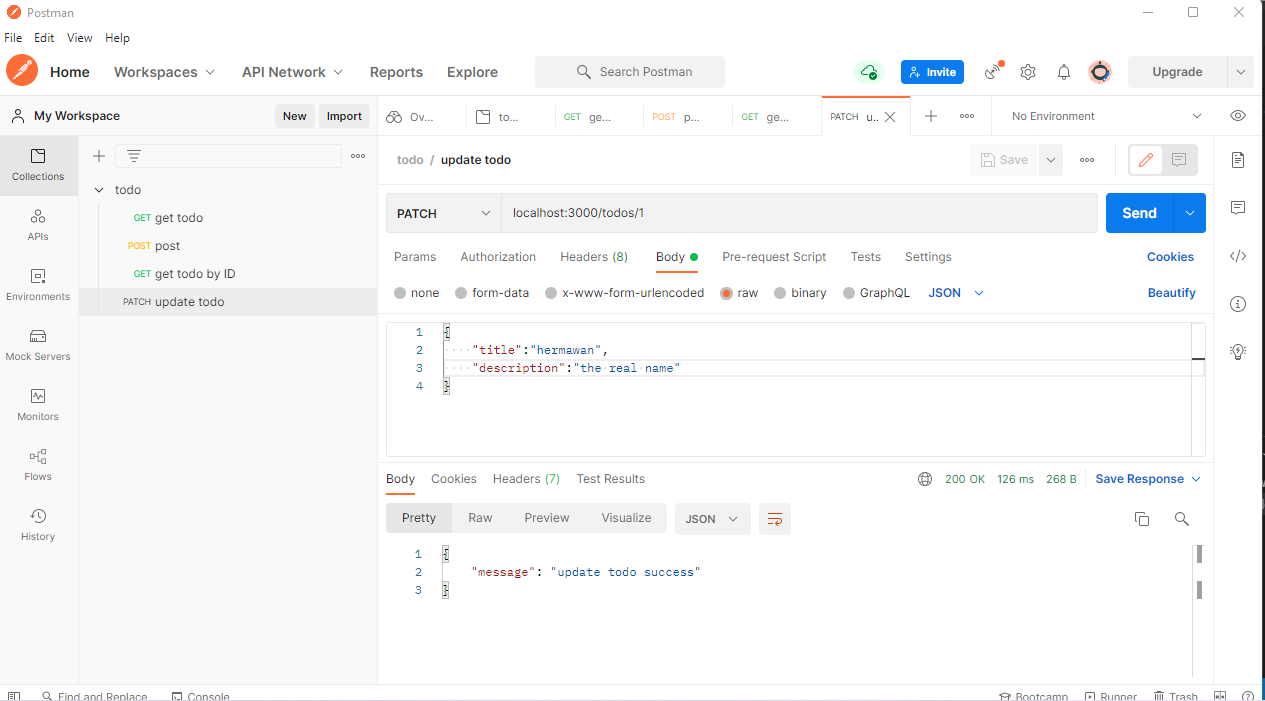 Postman
File Edit View Help
Home Workspaces API Network Reports Explore Search Postman Invite Upgrade
My Workspace New Import
Ov... to... GET ge... POST p... GET ge... PATCH u.. No Environment
Collections
APIs
Environments
Mock Servers
Monitors
Flows
History
todo
GET get todo
POST post
GET get todo by ID
PATCH update todo
todo / update todo Save
PATCH localhost:3000/todos/1 Send
Params Authorization Headers (8) Body Pre-request Script Tests Settings Cookies
none form-data x-www-form-urlencoded raw binary GraphQL JSON Beautify
1 {
2 "title":"hermawan",
3 "description":"the real name"
4 }
Body Cookies Headers (7) Test Results 200 OK 126 ms 268 B Save Response
Pretty Raw Preview Visualize JSON
1 {
2 "message": "update todo success"
3 }
Find and Replace Console Bootcamp Runner Trash